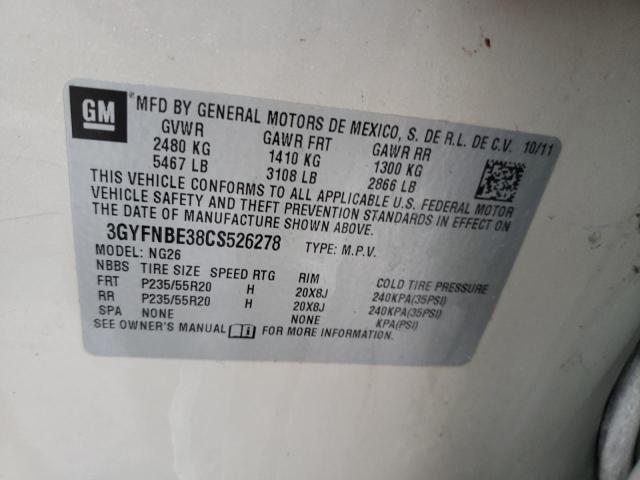 GM MFD BY GENERAL MOTORS DE MEXICO, S. DE R.L. DE C.V. 10/11
GVWR GAWR FRT GAWR RR
2480 KG 1410 KG 1300 KG
5467 LB 3108 LB 2866 LB
THIS VEHICLE CONFORMS TO ALL APPLICABLE U.S. FEDERAL MOTOR
VEHICLE SAFETY AND THEFT PREVENTION STANDARDS IN EFFECT ON
THE DATE OF MANUFACTURE SHOWN ABOVE.
3GYFNBE38CS526278 TYPE: M.P.V.
MODEL: NG26
NBBS TIRE SIZE SPEED RTG RIM COLD TIRE PRESSURE
FRT P235/55R20 H 20X8J 240KPA(35PSI)
RR P235/55R20 H 20X8J 240KPA(35PSI)
SPA NONE NONE KPA(PSI)
SEE OWNER'S MANUAL FOR MORE INFORMATION.